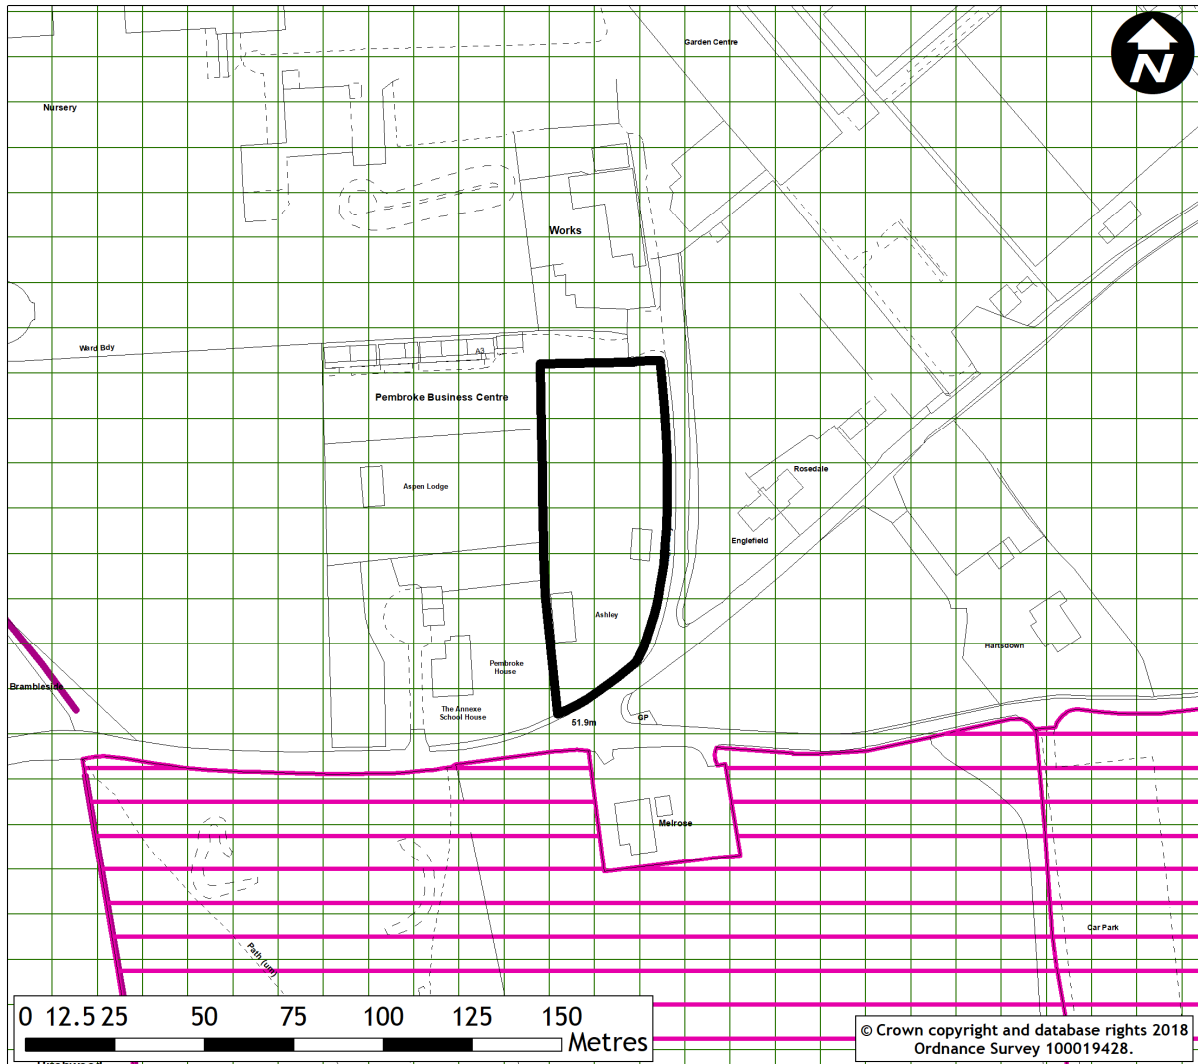 Garden Centre
N
Nursery
Works
Ward Bdy
A3
Pembroke Business Centre
Rosedale
Aspen Lodge
Englefield
Ashley
Hartsdown
Pembroke
House
Brambleside
The Annexe
School House
GP
51.9m
Melrose
Car Park
Path (um)
0 12.5 25 50 75 100 125 150
Metres
© Crown copyright and database rights 2018
Ordnance Survey 100019428.